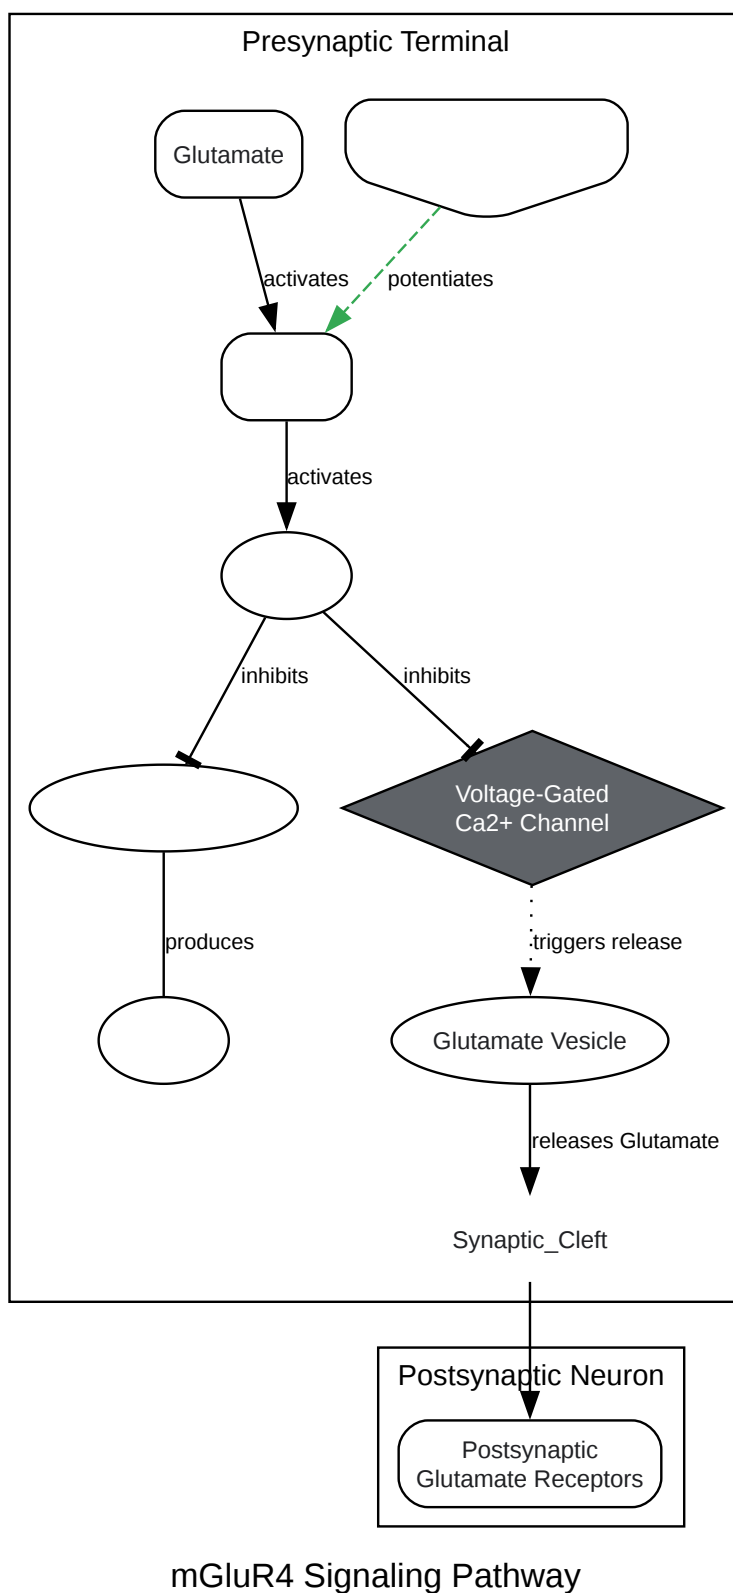 Presynaptic Terminal
Glutamate
activates
potentiates
activates
inhibits
inhibits
Voltage-Gated
Ca2+ Channel
produces
triggers release
Glutamate Vesicle
releases Glutamate
Synaptic_Cleft
Postsynaptic Neuron
Postsynaptic
Glutamate Receptors
mGluR4 Signaling Pathway